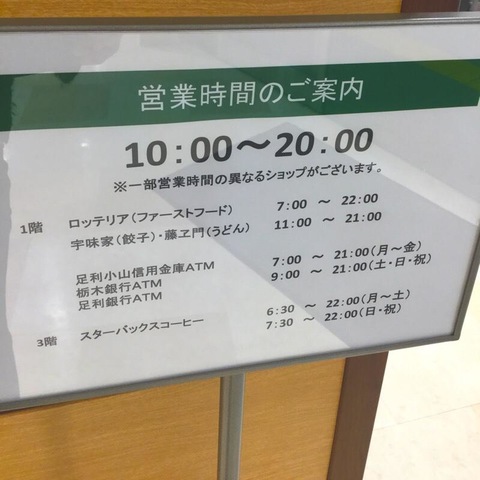 営業時間のご案内
10:00～20:00
※一部営業時間の異なるショップがございます。
1階 ロッテリア(ファーストフード) 7:00 ～ 22:00
宇味家(餃子)・藤ヱ門(うどん) 11:00 ～ 21:00
足利小山信用金庫ATM 7:00 ～ 21:00(月～金)
栃木銀行ATM 9:00 ～ 21:00(土・日・祝)
足利銀行ATM
3階 スターバックスコーヒー 6:30 ～ 22:00(月～土)
7:30 ～ 22:00(日・祝)